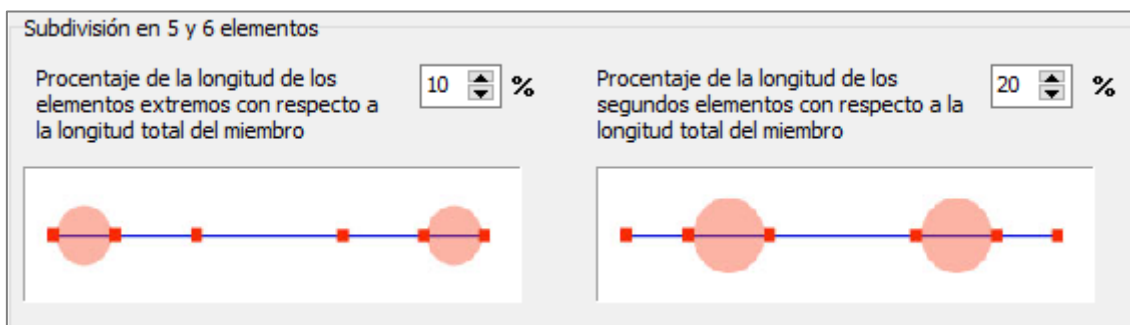 Subdivisión en 5 y 6 elementos
Procentaje de la longitud de los
elementos extremos con respecto a
la longitud total del miembro
10 %
Procentaje de la longitud de los
segundos elementos con respecto a la
longitud total del miembro
20 %